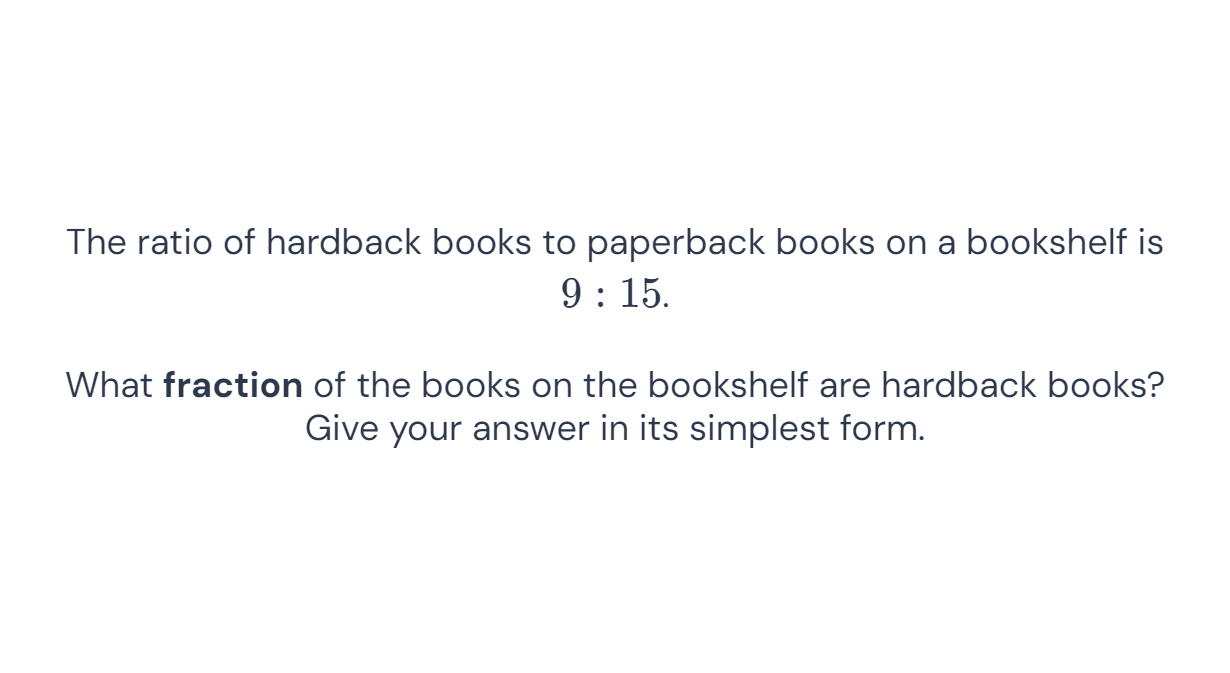 The ratio of hardback books to paperback books on a bookshelf is
9 : 15.
What fraction of the books on the bookshelf are hardback books?
Give your answer in its simplest form.